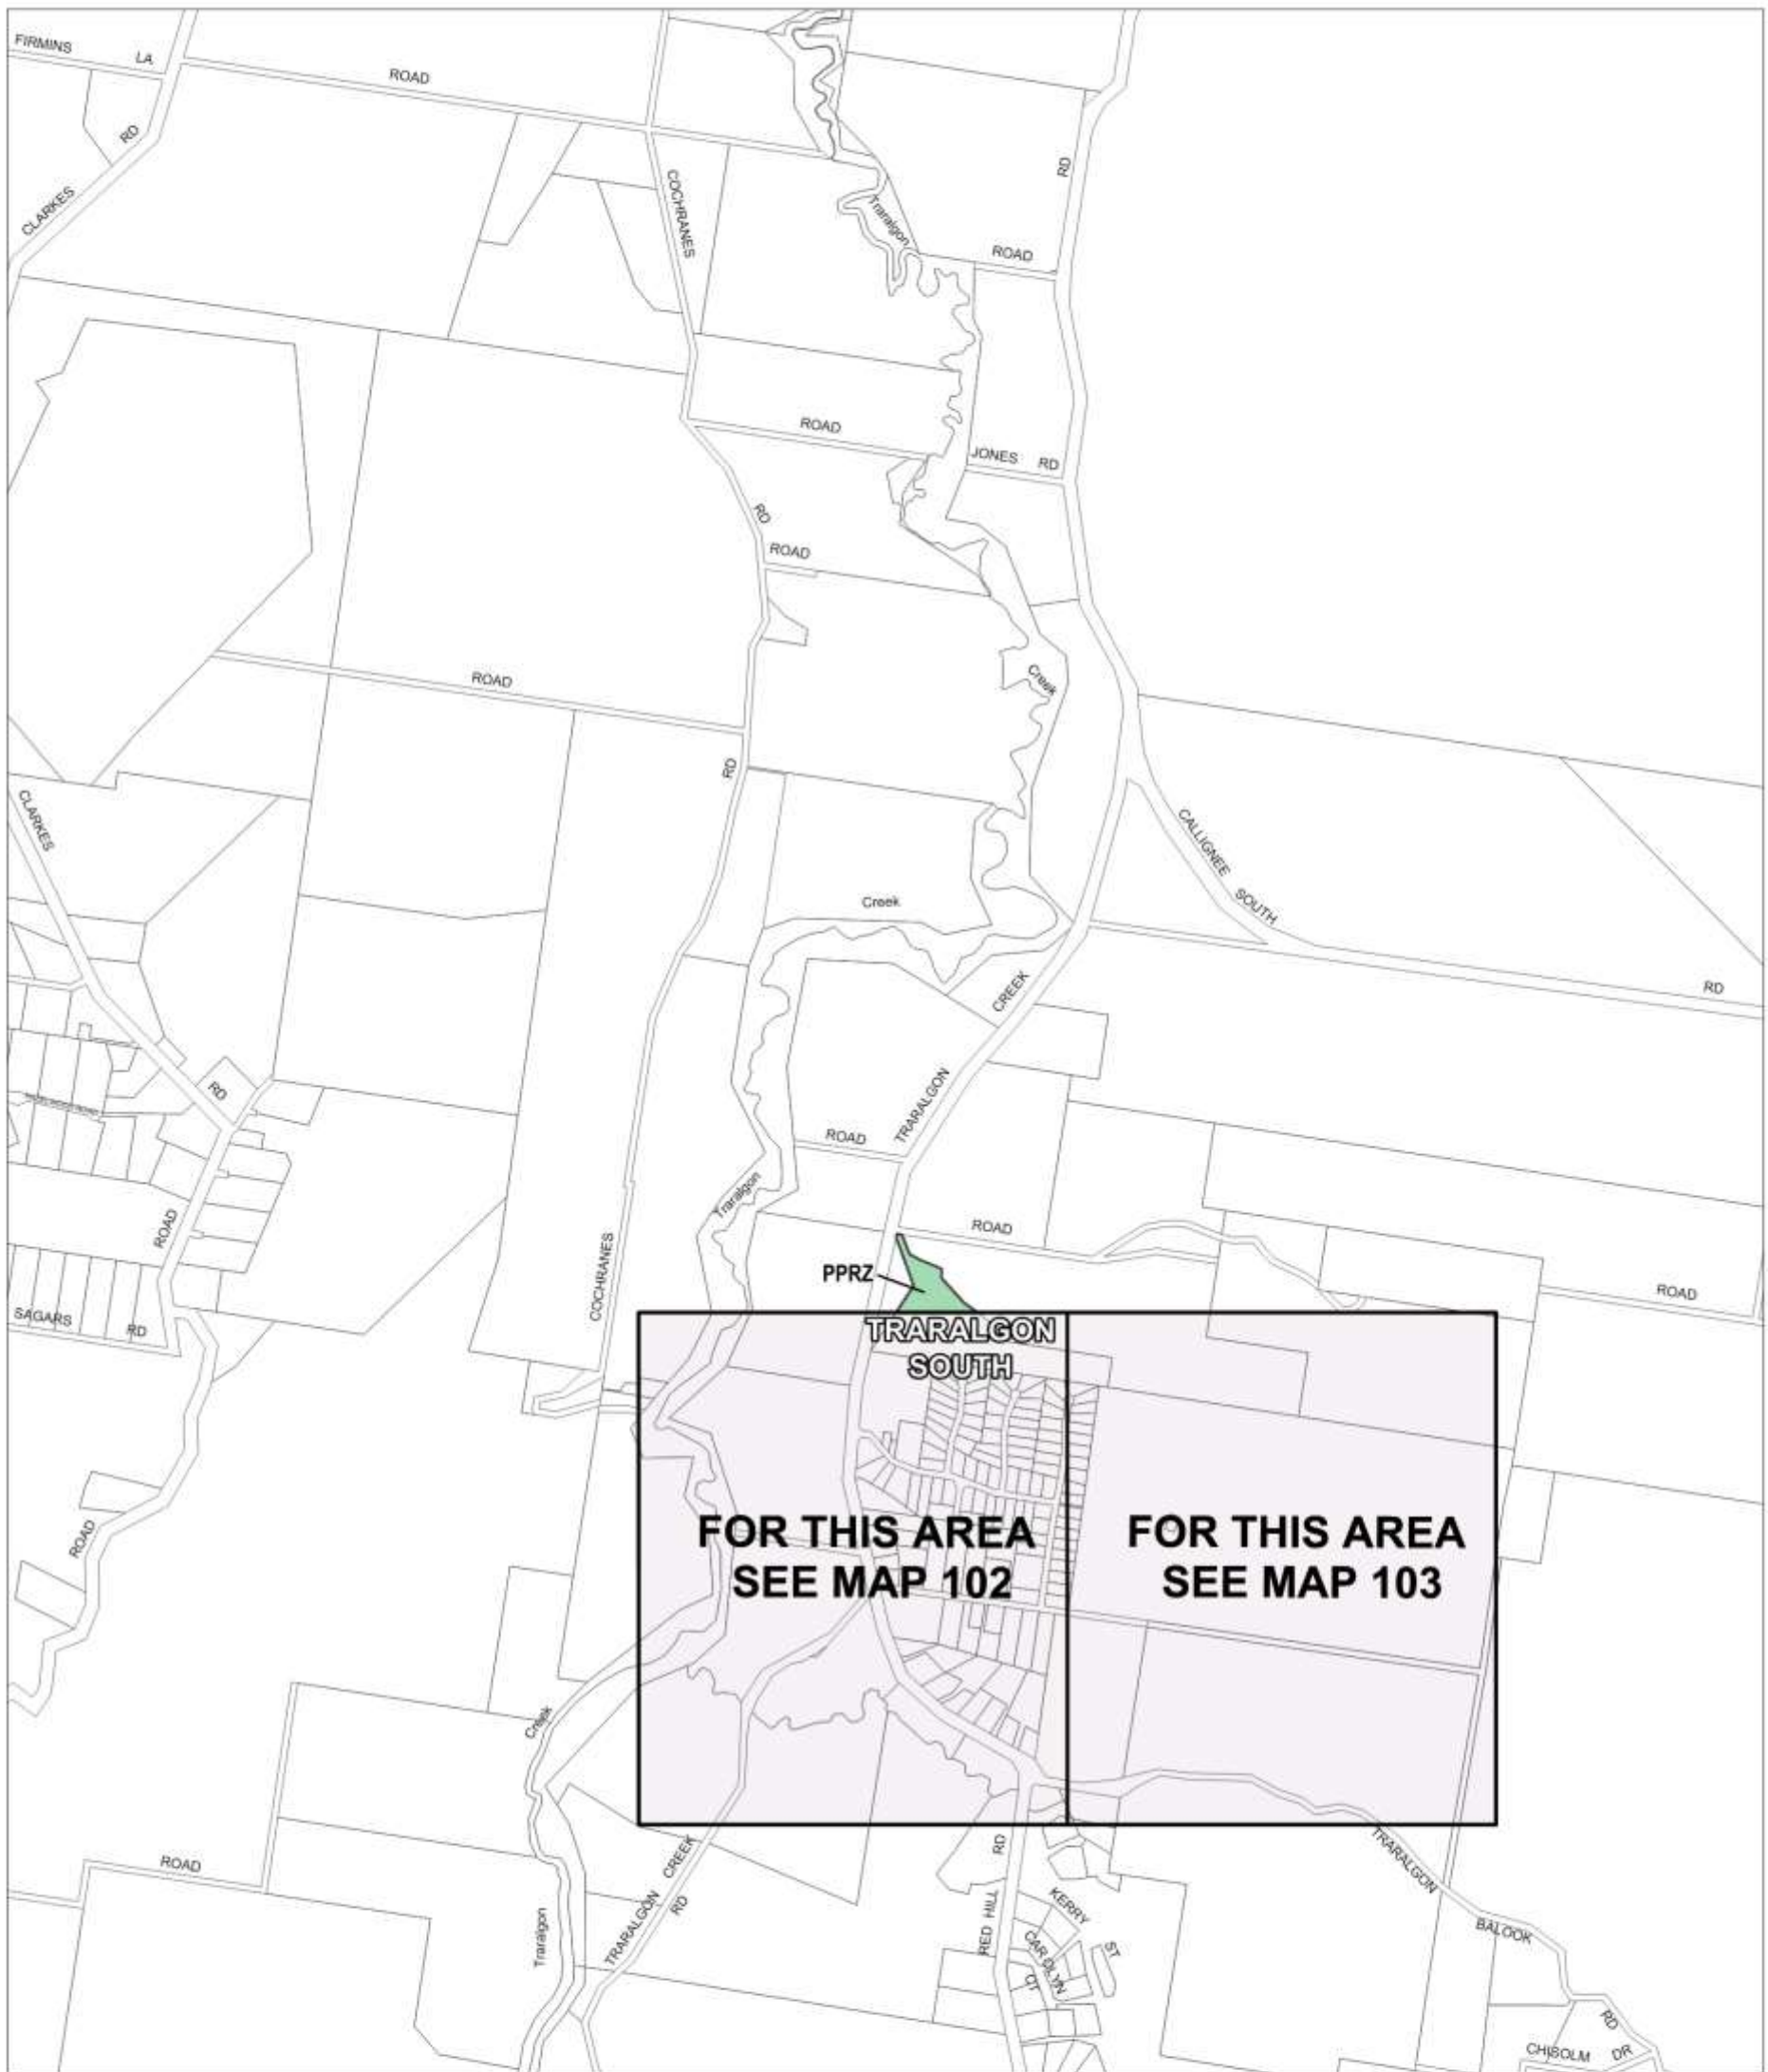 FIRMINS LA
ROAD
CLARKES RD
COCHRANES
Traralgon
RD
ROAD
ROAD
JONES RD
RD
ROAD
Creek
ROAD
RD
CLARKES
CALLIGNEE SOUTH
Creek
RD
CREEK
TRARALGON
RD
ROAD
Traralgon
ROAD
ROAD
COCHRANES
PPRZ
ROAD
SAGARS RD
TRARALGON
SOUTH
ROAD
FOR THIS AREA
SEE MAP 102
FOR THIS AREA
SEE MAP 103
Creek
TRARALGON
ROAD
TRARALGON CREEK
RD
RD
RED HILL
KERRY
ST
CAROLYN
CT
Traralgon
BALOOK
RD
CHISOLM DR